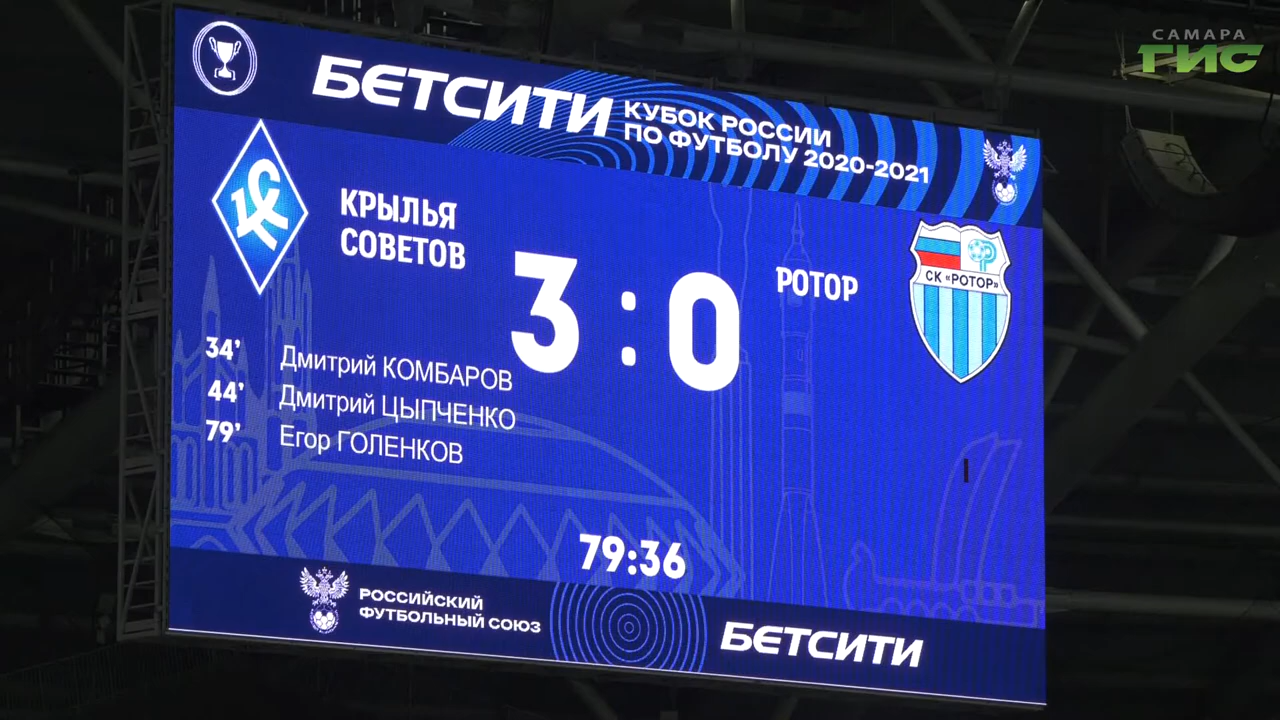 САМАРА
ГИС
БЕТСИТИ
КУБОК РОССИИ
ПО ФУТБОЛУ 2020-2021
КРЫЛЬЯ
СОВЕТОВ
3 : 0
РОТОР
СК «РОТОР»
34’ Дмитрий КОМБАРОВ
44’ Дмитрий ЦЫПЧЕНКО
79’ Егор ГОЛЕНКОВ
79:36
РОССИЙСКИЙ
ФУТБОЛЬНЫЙ СОЮЗ
БЕТСИТИ